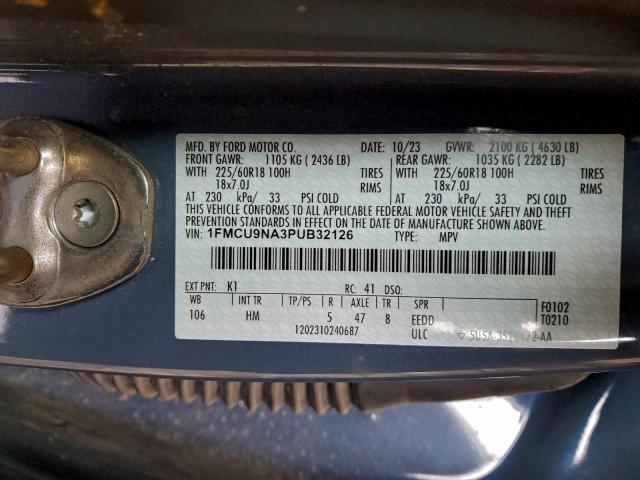 MFD. BY FORD MOTOR CO. DATE: 10/23 GVWR: 2100 KG ( 4630 LB)
FRONT GAWR: 1105 KG ( 2436 LB) REAR GAWR: 1035 KG ( 2282 LB)
WITH 225/60R18 100H TIRES WITH 225/60R18 100H TIRES
18x7.0J RIMS 18x7.0J RIMS
AT 230 kPa/ 33 PSI COLD AT 230 kPa/ 33 PSI COLD
THIS VEHICLE CONFORMS TO ALL APPLICABLE FEDERAL MOTOR VEHICLE SAFETY AND THEFT
PREVENTION STANDARDS IN EFFECT ON THE DATE OF MANUFACTURE SHOWN ABOVE.
VIN: 1FMCU9NA3PUB32126 TYPE: MPV
EXT PNT: K1 RC: 41 DSO:
WB INT TR TP/PS R AXLE TR SPR F0102
106 HM 5 47 8 EEDD T0210
1202310240687 ULC